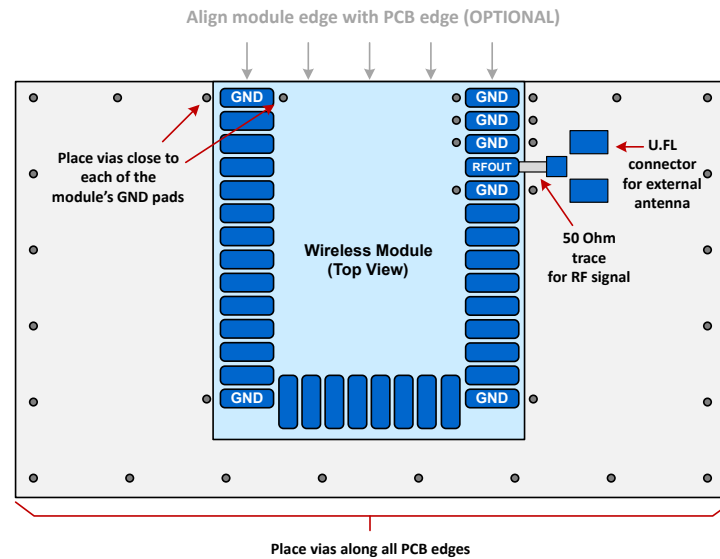 Align module edge with PCB edge (OPTIONAL)
GND
GND
GND
GND
RFOUT
GND
Place vias close to
each of the
module's GND pads
U.FL
connector
for external
antenna
50 Ohm
trace
for RF signal
Wireless Module
(Top View)
GND
GND
Place vias along all PCB edges